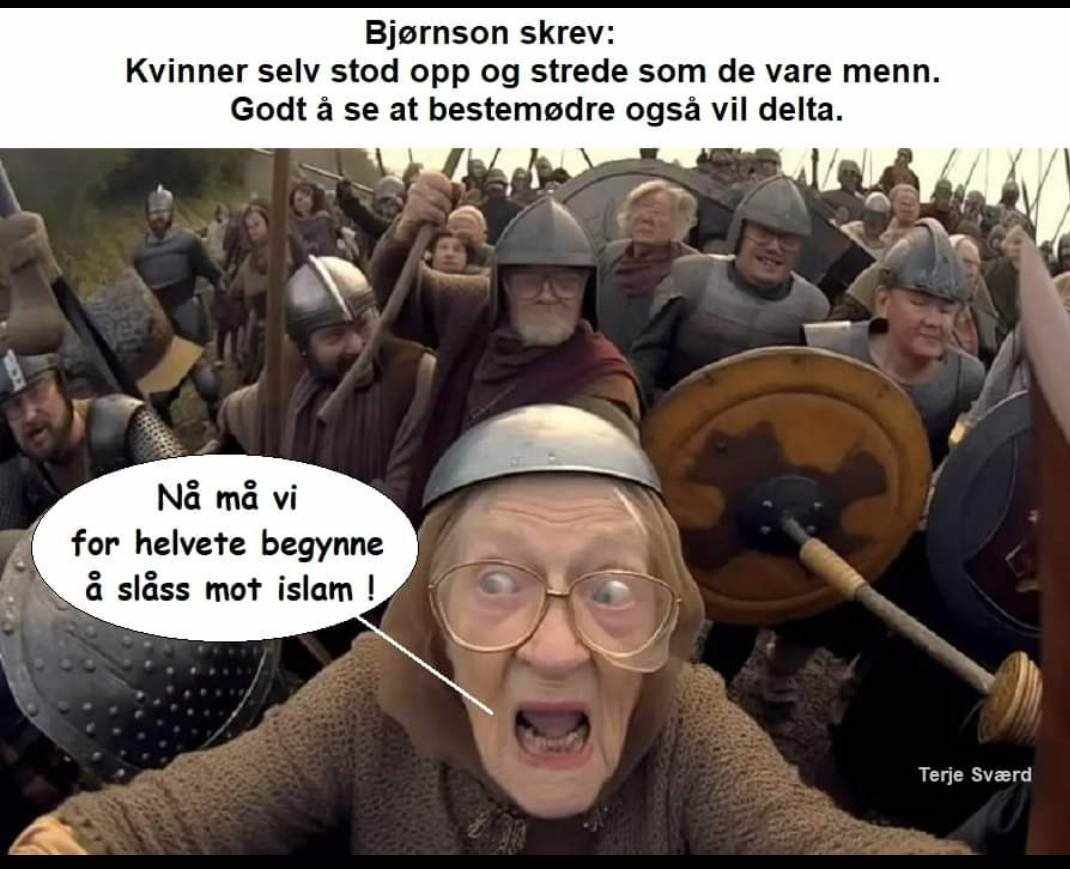 Bjørnson skrev:
Kvinner selv stod opp og strede som de vare menn.
Godt å se at bestemødre også vil delta.
Nå må vi
for helvete begynne
å slåss mot islam !
Terje Sværd